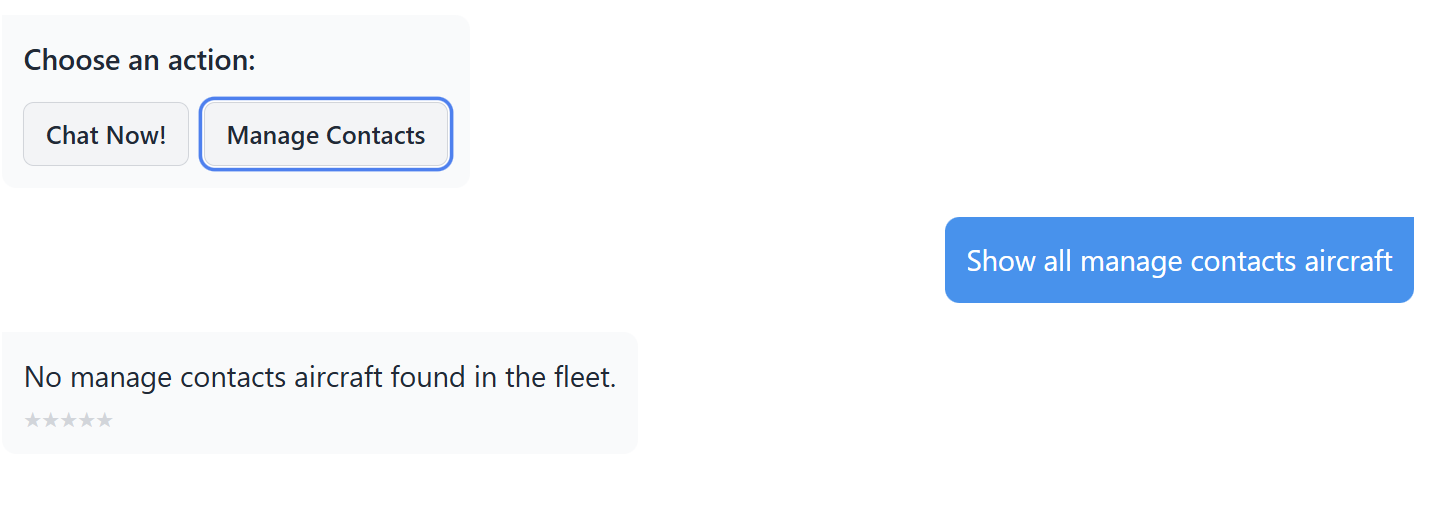 Choose an action:
Chat Now! Manage Contacts
Show all manage contacts aircraft
No manage contacts aircraft found in the fleet.
★★★★★